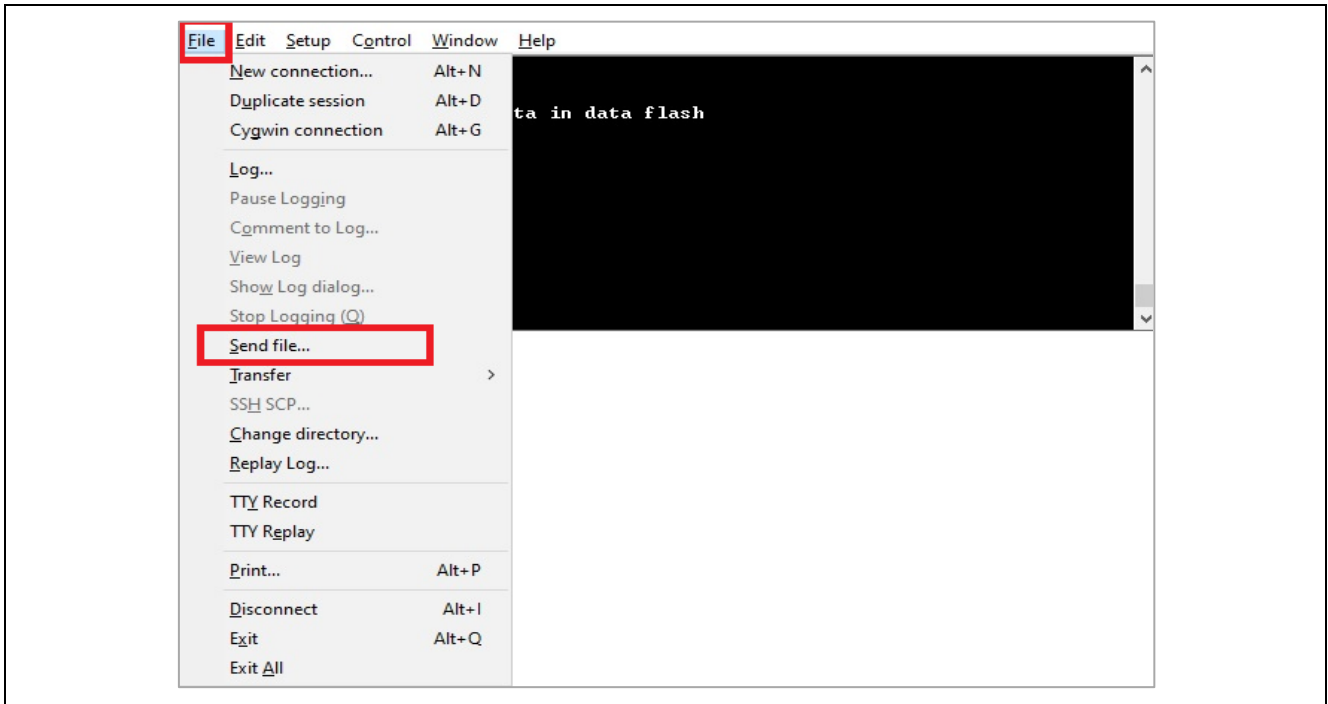 File Edit Setup Control Window Help
New connection... Alt+N
Duplicate session Alt+D
ta in data flash
Cygwin connection Alt+G
Log...
Pause Logging
Comment to Log...
View Log
Show Log dialog...
Stop Logging (Q)
Send file...
Transfer >
SSH SCP...
Change directory...
Replay Log...
TTY Record
TTY Replay
Print... Alt+P
Disconnect Alt+I
Exit Alt+Q
Exit All